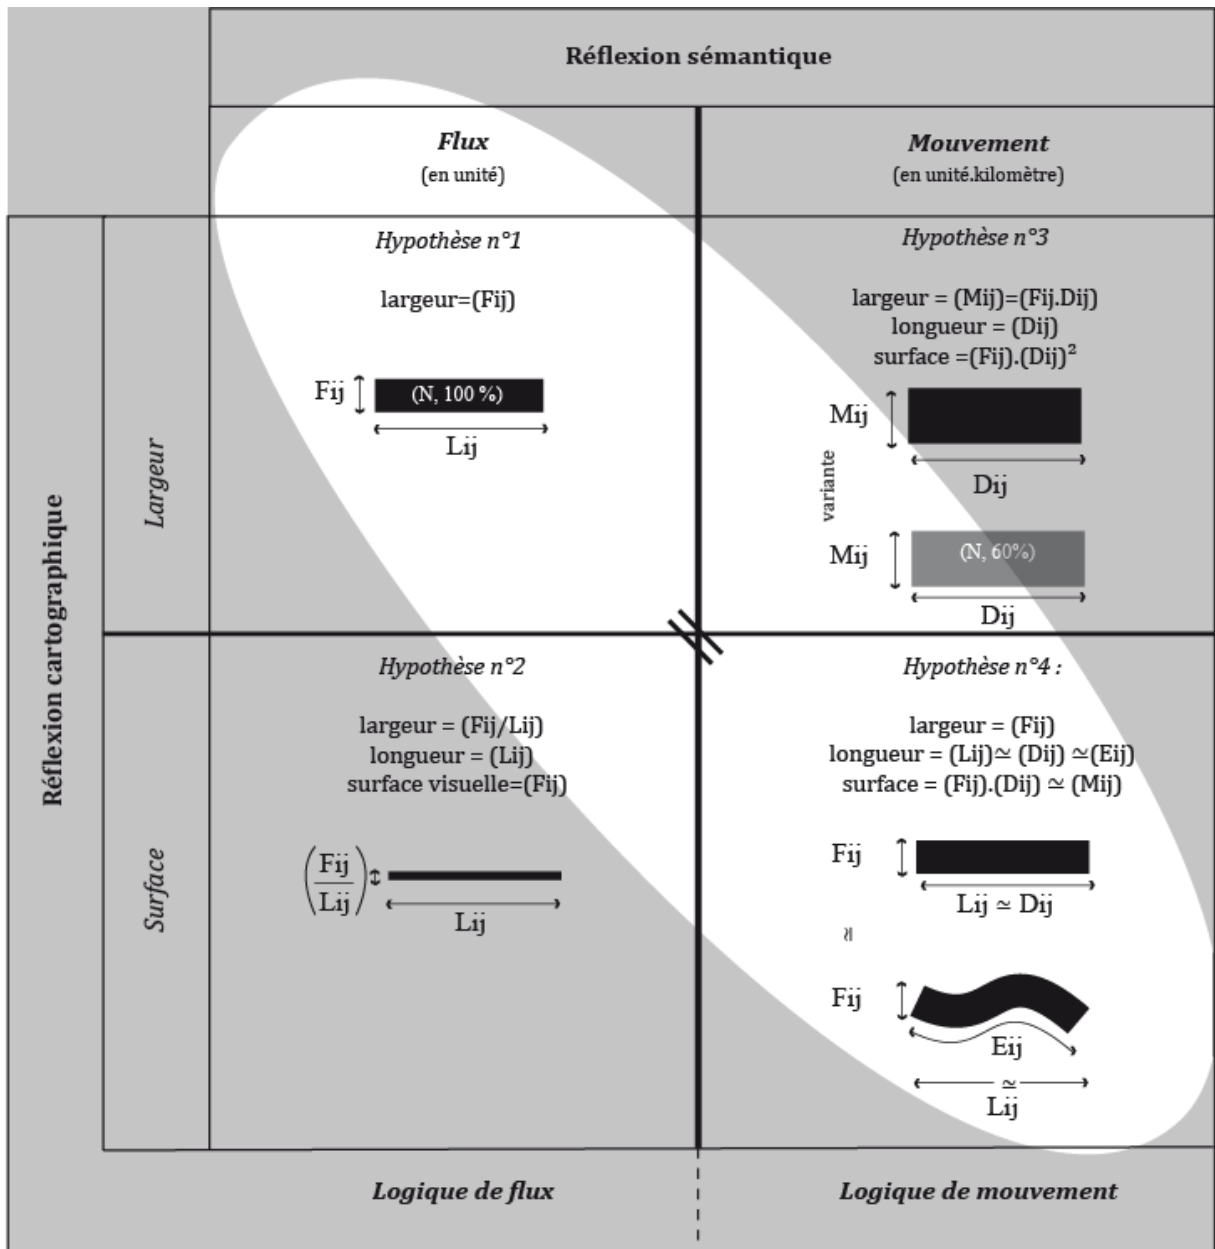 Réflexion sémantique
Flux
(en unité)
Mouvement
(en unité.kilomètre)
Réflexion cartographique
Largeur
Hypothèse n°1
largeur=(Fij)
Fij
(N, 100 %)
Lij
Hypothèse n°3
largeur = (Mij)=(Fij.Dij)
longueur = (Dij)
surface =(Fij).(Dij)²
Mij
Dij
variante
Mij
(N, 60%)
Dij
Surface
Hypothèse n°2
largeur = (Fij/Lij)
longueur = (Lij)
surface visuelle=(Fij)
(Fij
Lij)
Lij
Hypothèse n°4 :
largeur = (Fij)
longueur = (Lij)≃ (Dij) ≃(Eij)
surface = (Fij).(Dij) ≃ (Mij)
Fij
Lij ≃ Dij
≃
Fij
Eij
≃
Lij
Logique de flux
Logique de mouvement